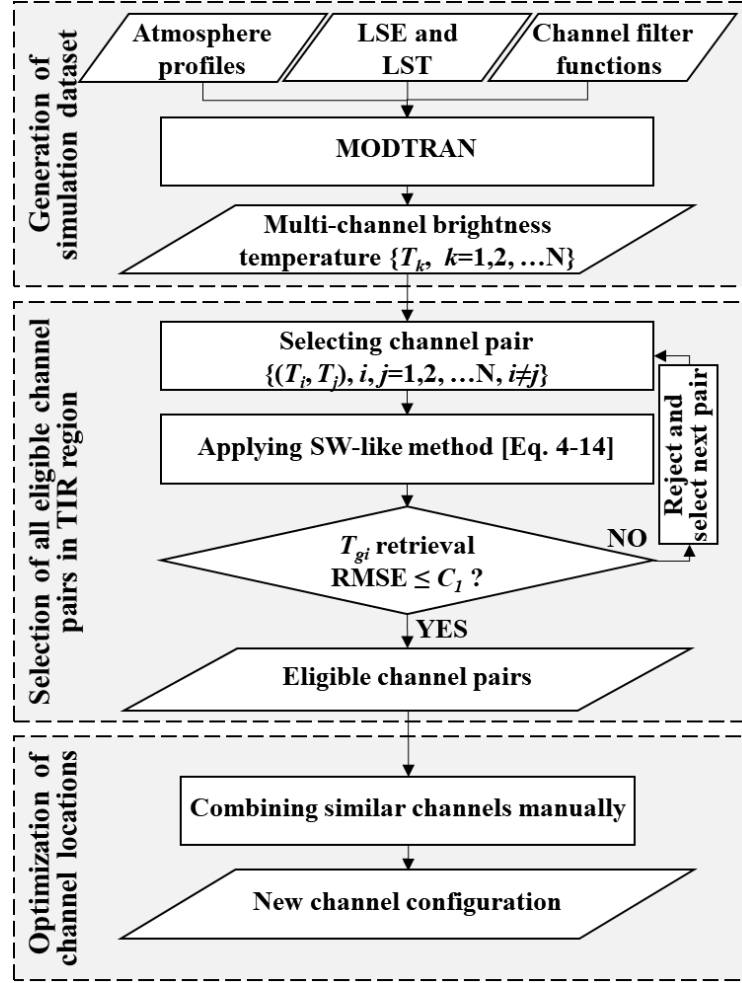 Generation of
simulation dataset
Atmosphere
profiles
LSE and
LST
Channel filter
functions
MODTRAN
Multi-channel brightness
temperature {Tₖ, k=1,2, …N}
Selection of all eligible channel
pairs in TIR region
Selecting channel pair
{(Tᵢ, Tⱼ), i, j=1,2, …N, i≠j}
Applying SW-like method [Eq. 4-14]
Reject and
select next pair
T_gi retrieval
RMSE ≤ C₁ ?
NO
YES
Eligible channel pairs
Optimization of
channel locations
Combining similar channels manually
New channel configuration